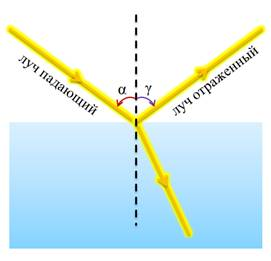 α γ
луч падающий
луч отраженный